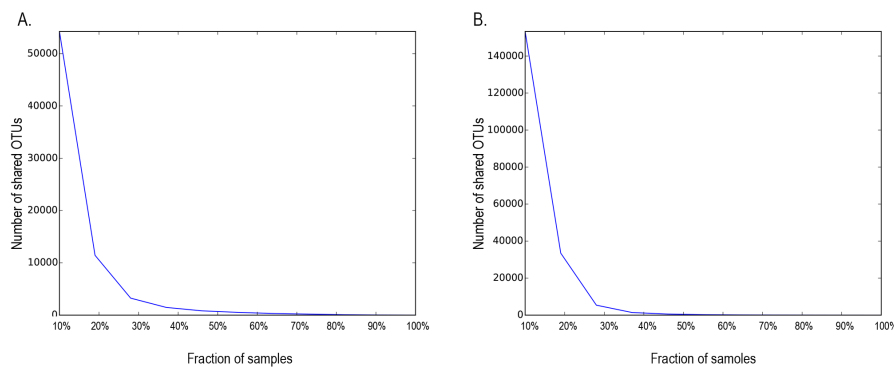 A.
Number of shared OTUs
50000
40000
30000
20000
10000
0
10% 20% 30% 40% 50% 60% 70% 80% 90% 100%
Fraction of samples
B.
Number of shared OTUs
140000
120000
100000
80000
60000
40000
20000
0
10% 20% 30% 40% 50% 60% 70% 80% 90% 100%
Fraction of samoles